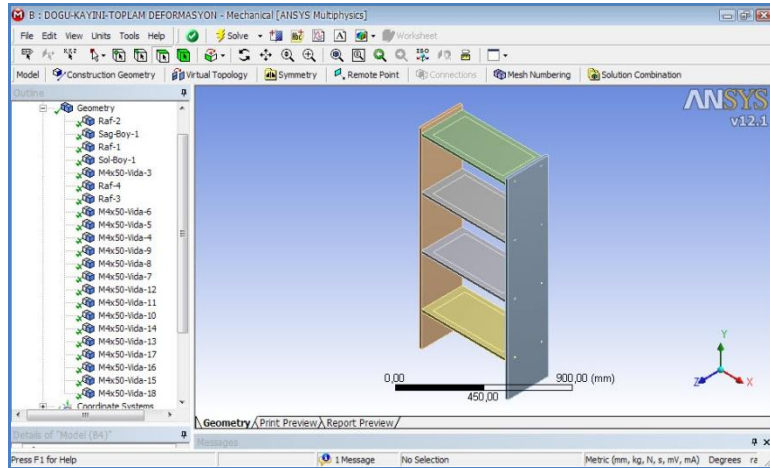 B : DOGU-KAYINI-TOPLAM DEFORMASYON - Mechanical [ANSYS Multiphysics]
File Edit View Units Tools Help Solve Worksheet
Model Construction Geometry Virtual Topology Symmetry Remote Point Connections Mesh Numbering Solution Combination
Outline
Geometry
Raf-2
Sag-Boy-1
Raf-1
Sol-Boy-1
M4x50-Vida-3
Raf-4
Raf-3
M4x50-Vida-6
M4x50-Vida-5
M4x50-Vida-4
M4x50-Vida-9
M4x50-Vida-8
M4x50-Vida-7
M4x50-Vida-12
M4x50-Vida-11
M4x50-Vida-10
M4x50-Vida-14
M4x50-Vida-13
M4x50-Vida-17
M4x50-Vida-16
M4x50-Vida-15
M4x50-Vida-18
Coordinate Systems
Details of "Model (B4)"
ANSYS
v12.1
0,00
900,00 (mm)
450,00
Y
Z
X
Geometry Print Preview Report Preview
Messages
Press F1 for Help
1 Message
No Selection
Metric (mm, kg, N, s, mV, mA) Degrees